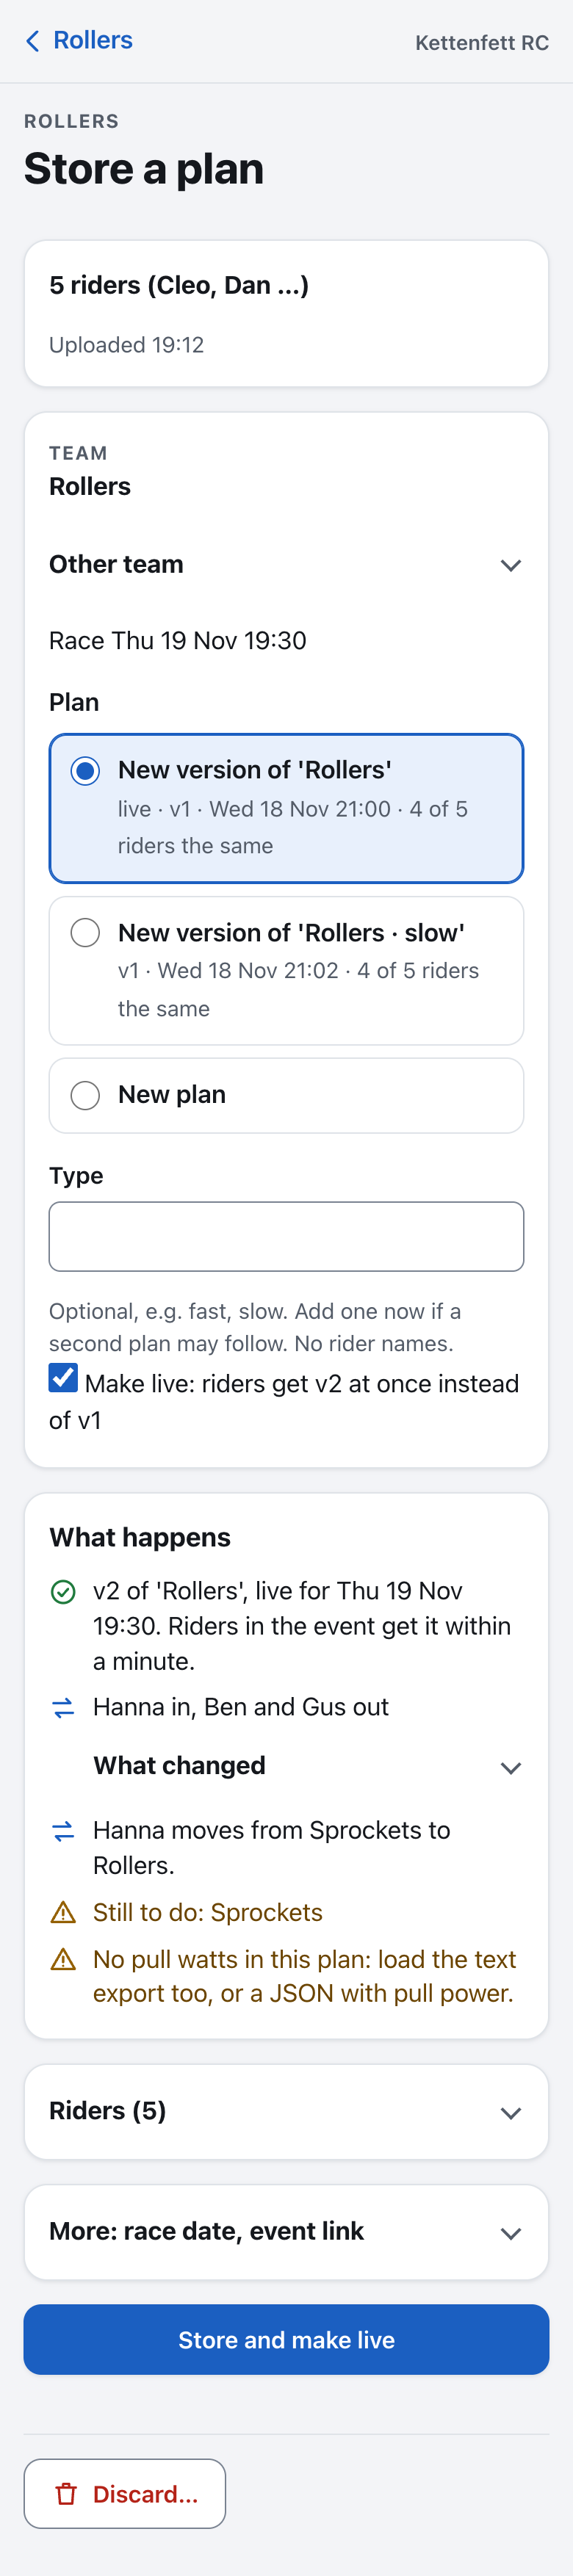 Rollers
Kettenfett RC
ROLLERS
Store a plan
5 riders (Cleo, Dan ...)
Uploaded 19:12
TEAM
Rollers
Other team
Race Thu 19 Nov 19:30
Plan
New version of 'Rollers'
live · v1 · Wed 18 Nov 21:00 · 4 of 5
riders the same
New version of 'Rollers · slow'
v1 · Wed 18 Nov 21:02 · 4 of 5 riders
the same
New plan
Type
Optional, e.g. fast, slow. Add one now if a
second plan may follow. No rider names.
Make live: riders get v2 at once instead
of v1
What happens
v2 of 'Rollers', live for Thu 19 Nov
19:30. Riders in the event get it within
a minute.
Hanna in, Ben and Gus out
What changed
Hanna moves from Sprockets to
Rollers.
Still to do: Sprockets
No pull watts in this plan: load the text
export too, or a JSON with pull power.
Riders (5)
More: race date, event link
Store and make live
Discard...